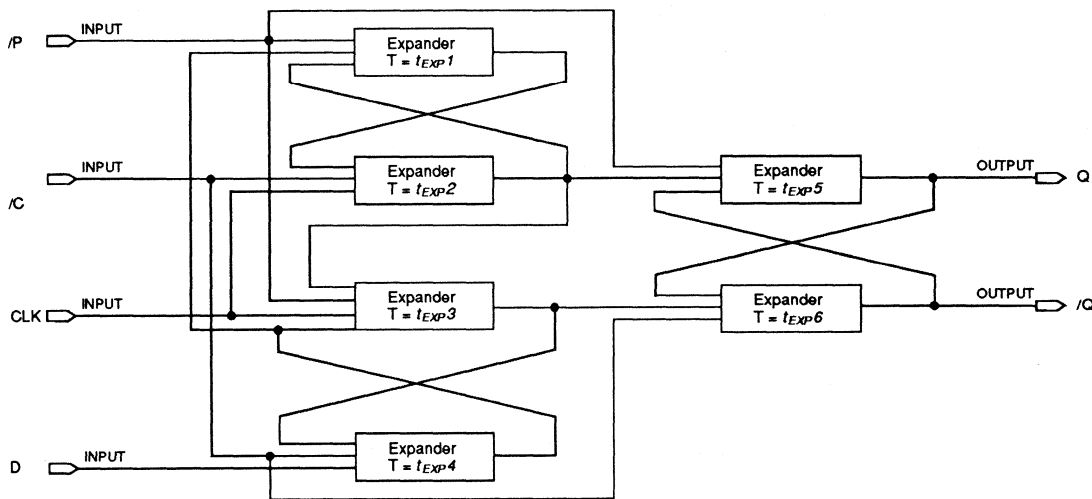 /P INPUT
Expander
T = tEXP1
/C INPUT
Expander
T = tEXP2
Expander
T = tEXP5
OUTPUT Q
CLK INPUT
Expander
T = tEXP3
Expander
T = tEXP6
OUTPUT /Q
D INPUT
Expander
T = tEXP4